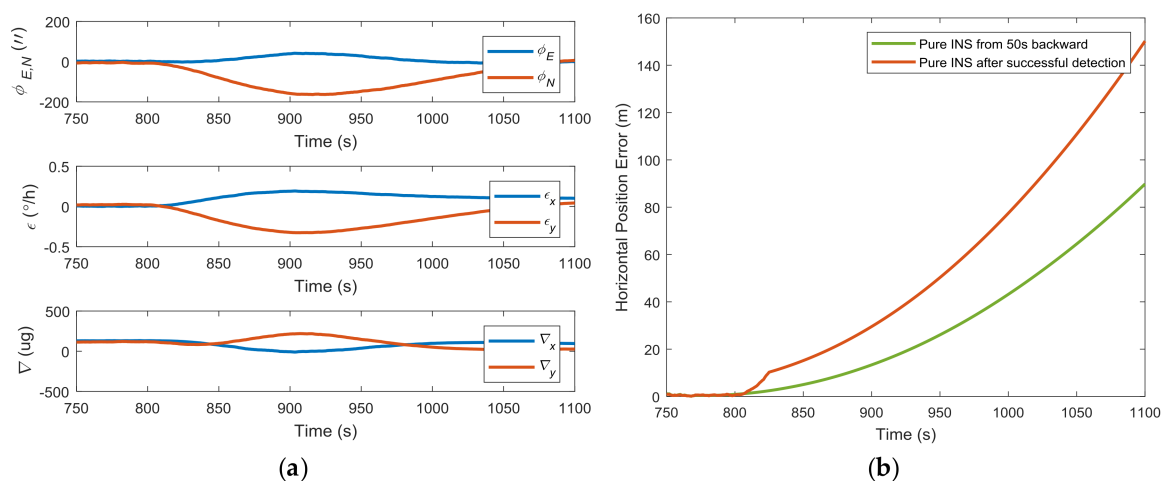 200
0
-200
ϕ E,N (′′)
ϕE
ϕN
750 800 850 900 950 1000 1050 1100
Time (s)
0.5
0
-0.5
ϵ (°/h)
ϵx
ϵy
750 800 850 900 950 1000 1050 1100
Time (s)
500
0
-500
∇ (ug)
∇x
∇y
750 800 850 900 950 1000 1050 1100
Time (s)
(a)
160
140
120
100
80
60
40
20
0
Horizontal Position Error (m)
Pure INS from 50s backward
Pure INS after successful detection
750 800 850 900 950 1000 1050 1100
Time (s)
(b)